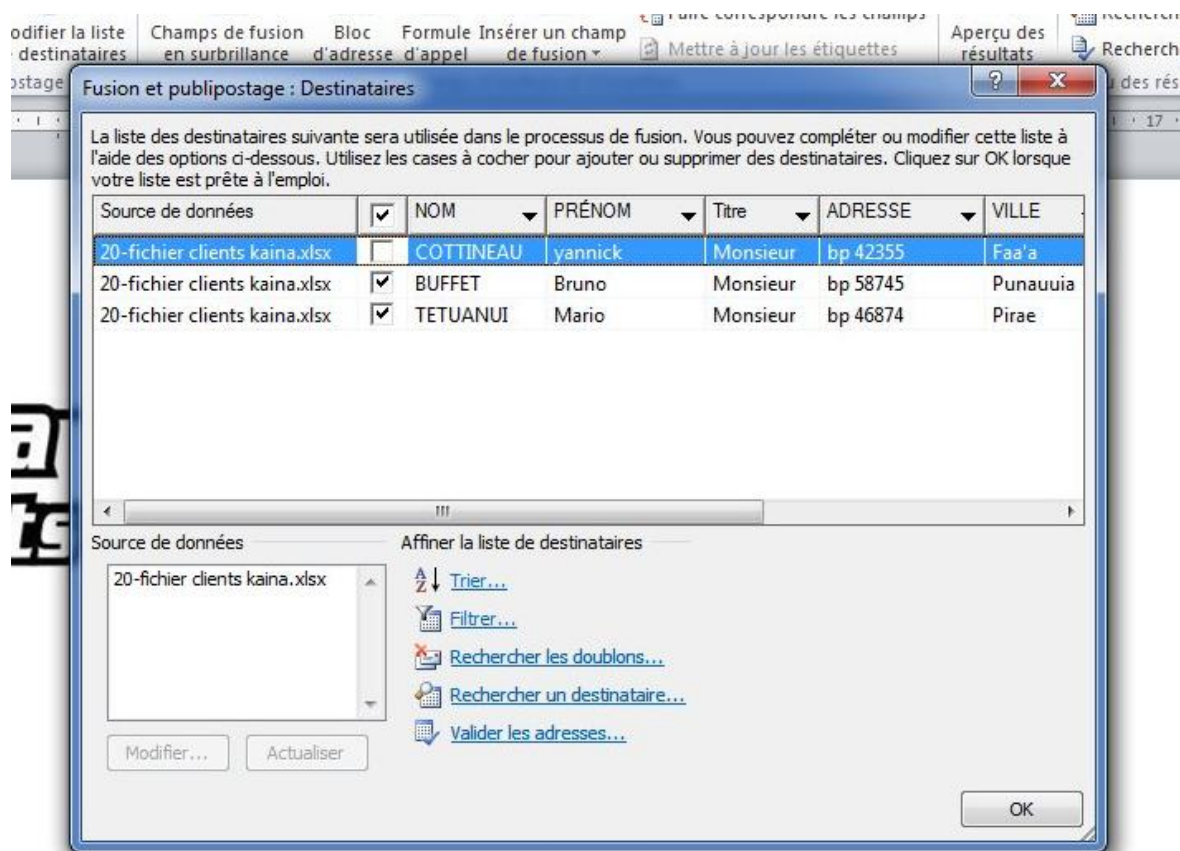 Faire correspondre les champs
odifier la liste Champs de fusion Bloc Formule Insérer un champ Aperçu des Recherch
destinataires en surbrillance d'adresse d'appel de fusion Mettre à jour les étiquettes résultats Recherch
ostage des rés
17
Fusion et publipostage : Destinataires
La liste des destinataires suivante sera utilisée dans le processus de fusion. Vous pouvez compléter ou modifier cette liste à
l'aide des options ci-dessous. Utilisez les cases à cocher pour ajouter ou supprimer des destinataires. Cliquez sur OK lorsque
votre liste est prête à l'emploi.
Source de données NOM PRÉNOM Titre ADRESSE VILLE
20-fichier clients kaina.xlsx COTTINEAU yannick Monsieur bp 42355 Faa'a
20-fichier clients kaina.xlsx BUFFET Bruno Monsieur bp 58745 Punauuia
20-fichier clients kaina.xlsx TETUANUI Mario Monsieur bp 46874 Pirae
Source de données Affiner la liste de destinataires
20-fichier clients kaina.xlsx
Trier...
Filtrer...
Rechercher les doublons...
Rechercher un destinataire...
Valider les adresses...
Modifier... Actualiser
OK